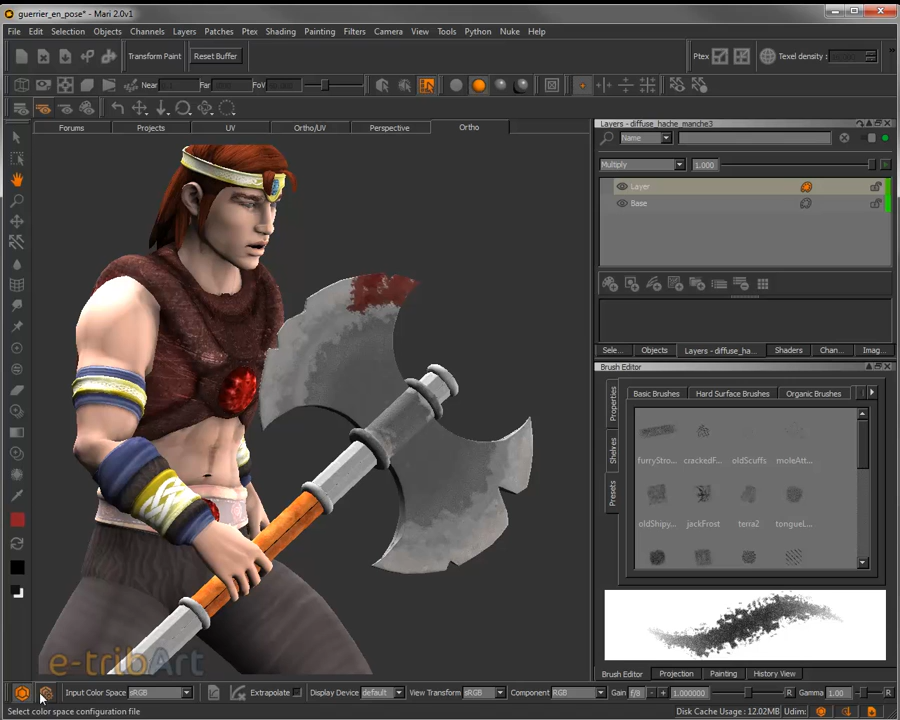 guerrier_en_pose* - Mari 2.0v1
File Edit Selection Objects Channels Layers Patches Ptex Shading Painting Filters Camera View Tools Python Nuke Help
Transform Paint Reset Buffer Ptex Texel density:
Near Far FoV
Forums Projects UV Ortho/UV Perspective Ortho
Layers - diffuse_hache_manche3
Name
Multiply 1.000
Layer
Base
Sele... Objects Layers - diffuse_ha... Shaders Chan... Imag...
Brush Editor
Basic Brushes Hard Surface Brushes Organic Brushes
Properties
Shelves
Presets
furryStro... crackedF... oldScuffs moleAtt...
oldShipy... jackFrost terra2 tongueL...
e-tribArt
Brush Editor Projection Painting History View
Input Color Space sRGB Extrapolate Display Device default View Transform sRGB Component RGB Gain f/8 - + 1.000000 R Gamma 1.00 R
Select color space configuration file
Disk Cache Usage : 12.02MB Udim: